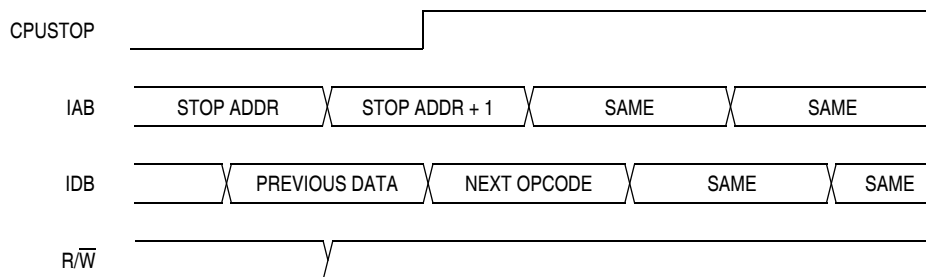 CPUSTOP
IAB STOP ADDR STOP ADDR + 1 SAME SAME
IDB PREVIOUS DATA NEXT OPCODE SAME SAME
R/W̅